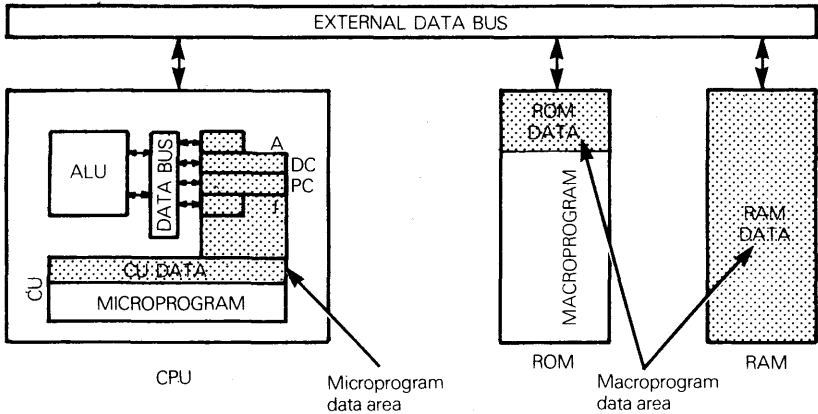 EXTERNAL DATA BUS
ALU
DATA BUS
A
DC
PC
I
CU DATA
CU
MICROPROGRAM
CPU
Microprogram
data area
ROM
DATA
MACROPROGRAM
ROM
RAM
DATA
RAM
Macroprogram
data area